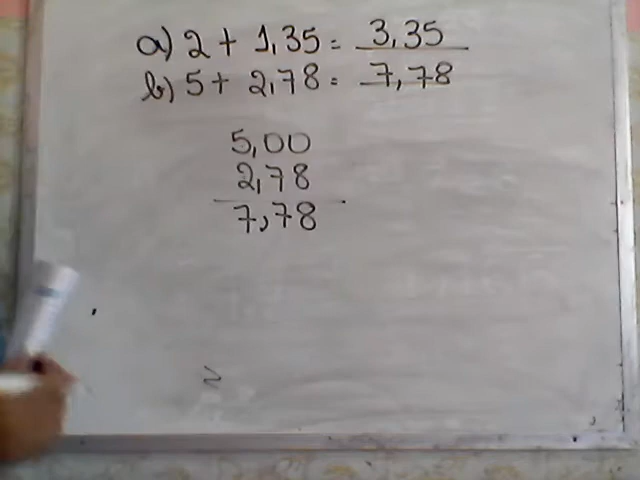 a) 2 + 1,35 = 3,35
b) 5 + 2,78 = 7,78
5,00
2,78
7,78